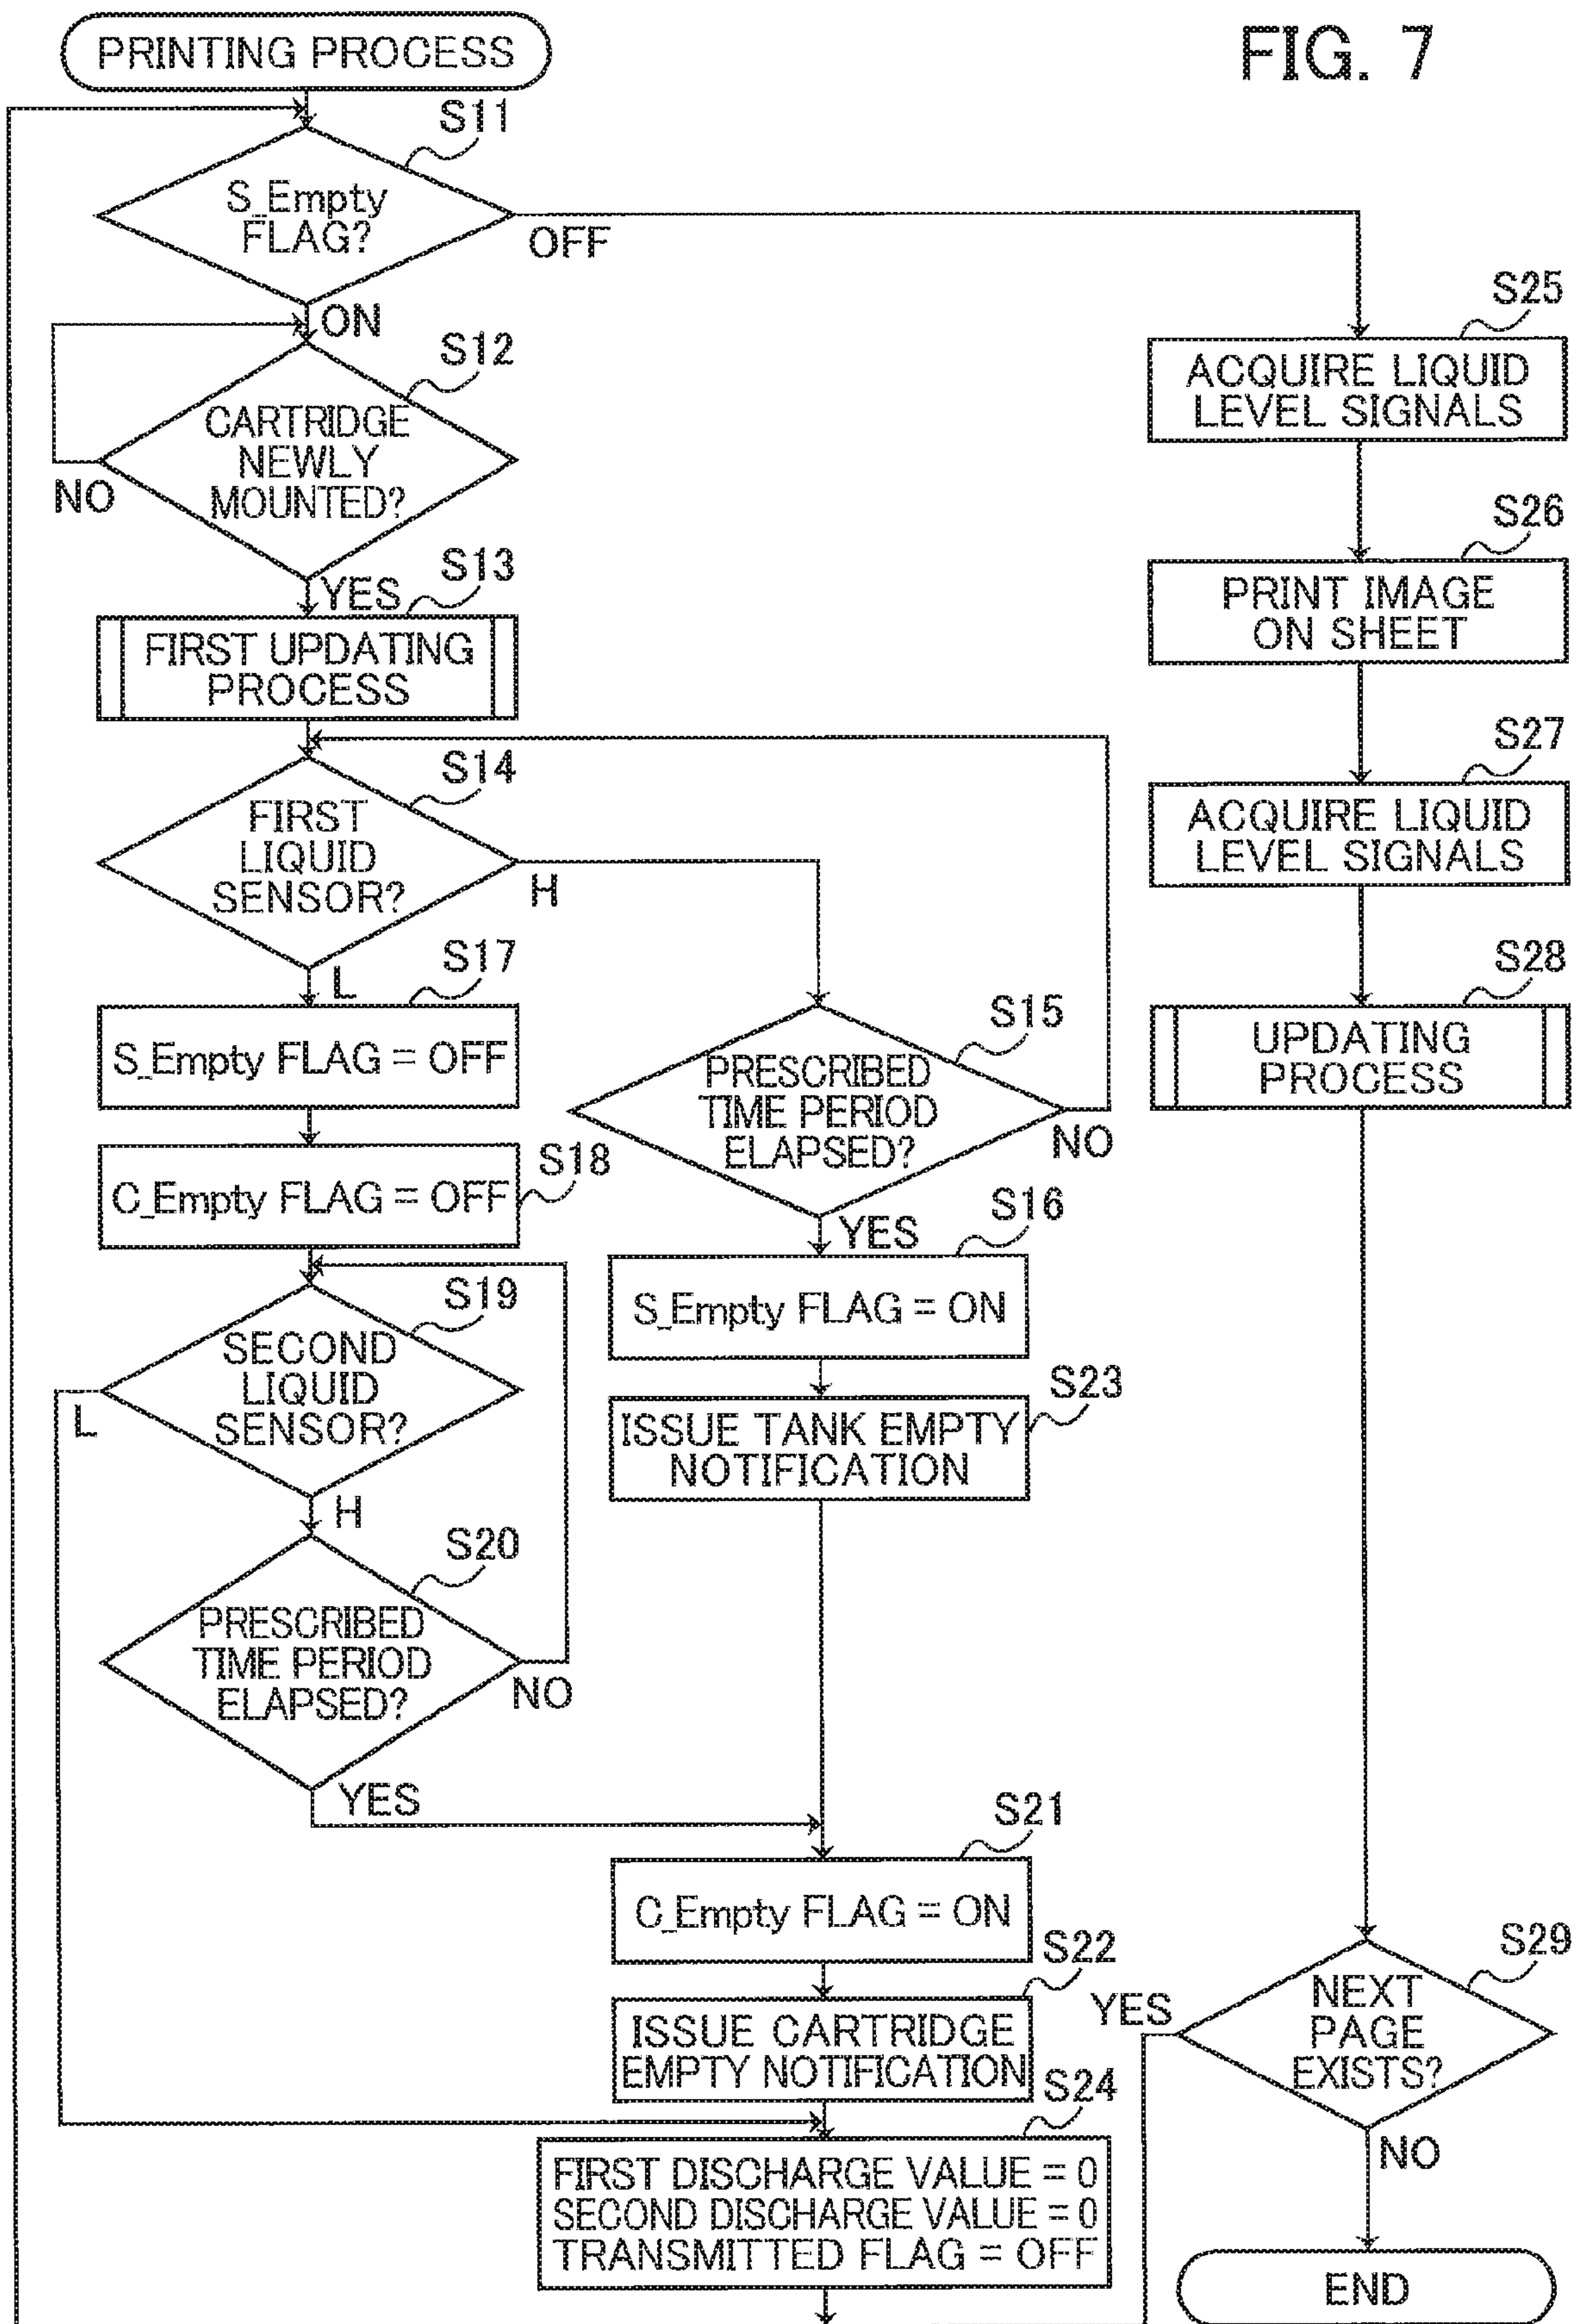 FIG. 7
PRINTING PROCESS
S11
S_Empty
FLAG?
OFF
ON
S12
CARTRIDGE
NEWLY
MOUNTED?
NO
YES
S13
FIRST UPDATING
PROCESS
S14
FIRST
LIQUID
SENSOR?
H
L
S15
PRESCRIBED
TIME PERIOD
ELAPSED?
NO
YES
S16
S_Empty FLAG = ON
S23
ISSUE TANK EMPTY
NOTIFICATION
S17
S_Empty FLAG = OFF
S18
C_Empty FLAG = OFF
S19
SECOND
LIQUID
SENSOR?
L
H
S20
PRESCRIBED
TIME PERIOD
ELAPSED?
NO
YES
S21
C_Empty FLAG = ON
S22
ISSUE CARTRIDGE
EMPTY NOTIFICATION
S24
FIRST DISCHARGE VALUE = 0
SECOND DISCHARGE VALUE = 0
TRANSMITTED FLAG = OFF
S25
ACQUIRE LIQUID
LEVEL SIGNALS
S26
PRINT IMAGE
ON SHEET
S27
ACQUIRE LIQUID
LEVEL SIGNALS
S28
UPDATING
PROCESS
S29
NEXT
PAGE
EXISTS?
YES
NO
END